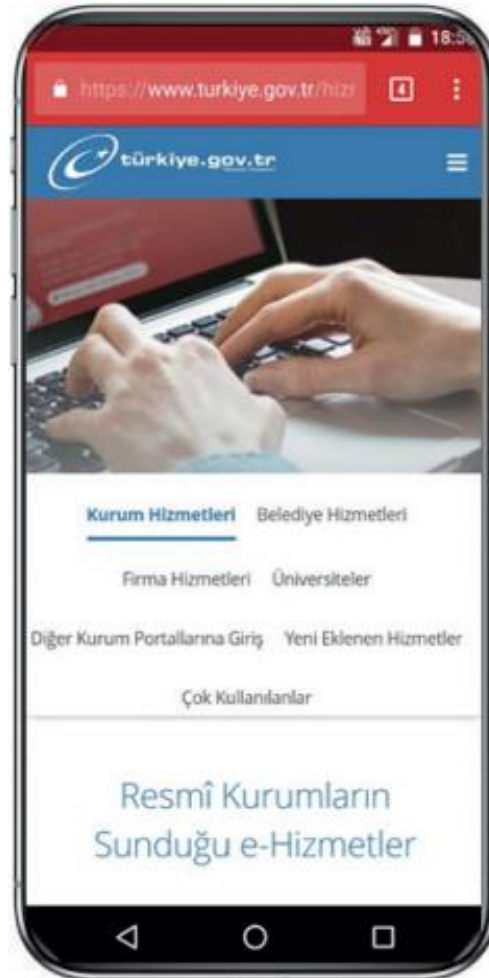 18:5
https://www.turkiye.gov.tr/hizr
4
türkiye.gov.tr
Kurum Hizmetleri Belediye Hizmetleri
Firma Hizmetleri Üniversiteler
Diğer Kurum Portallarına Giriş Yeni Eklenen Hizmetler
Çok Kullanılanlar
Resmî Kurumların
Sunduğu e-Hizmetler